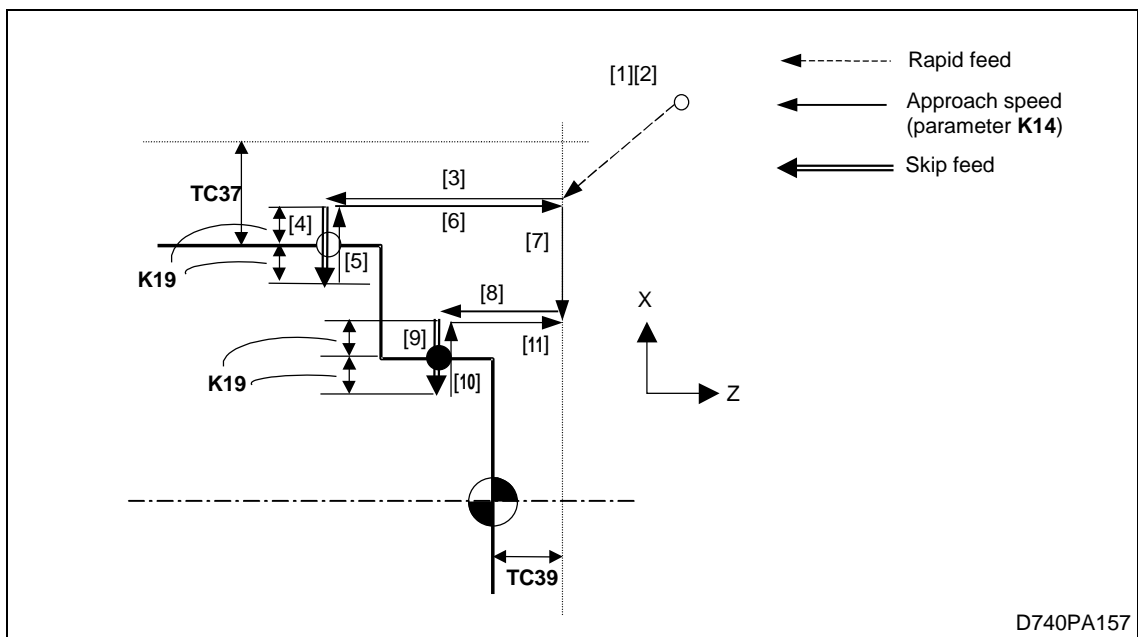 [1][2]
Rapid feed
Approach speed
(parameter K14)
Skip feed
TC37
[3]
[4]
[6]
[5]
[7]
K19
[8]
[9]
[11]
[10]
K19
X
Z
TC39
D740PA157